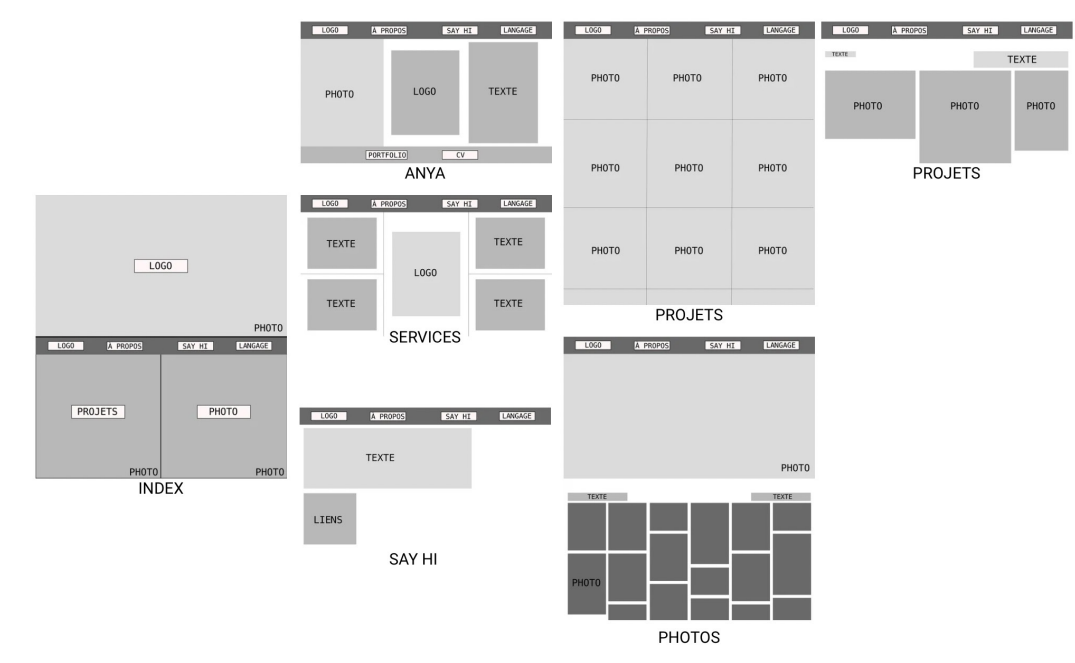 LOGO À PROPOS SAY HI LANGAGE
PHOTO LOGO TEXTE
PORTFOLIO CV
ANYA
LOGO À PROPOS SAY HI LANGAGE
PHOTO PHOTO PHOTO
PHOTO PHOTO PHOTO
PHOTO PHOTO PHOTO
PROJETS
LOGO À PROPOS SAY HI LANGAGE
TEXTE TEXTE
PHOTO PHOTO PHOTO
PROJETS
LOGO
PHOTO
LOGO À PROPOS SAY HI LANGAGE
PROJETS PHOTO
PHOTO PHOTO
INDEX
LOGO À PROPOS SAY HI LANGAGE
TEXTE LOGO TEXTE
TEXTE TEXTE
SERVICES
LOGO À PROPOS SAY HI LANGAGE
TEXTE
LIENS
SAY HI
LOGO À PROPOS SAY HI LANGAGE
PHOTO
TEXTE TEXTE
PHOTO
PHOTOS